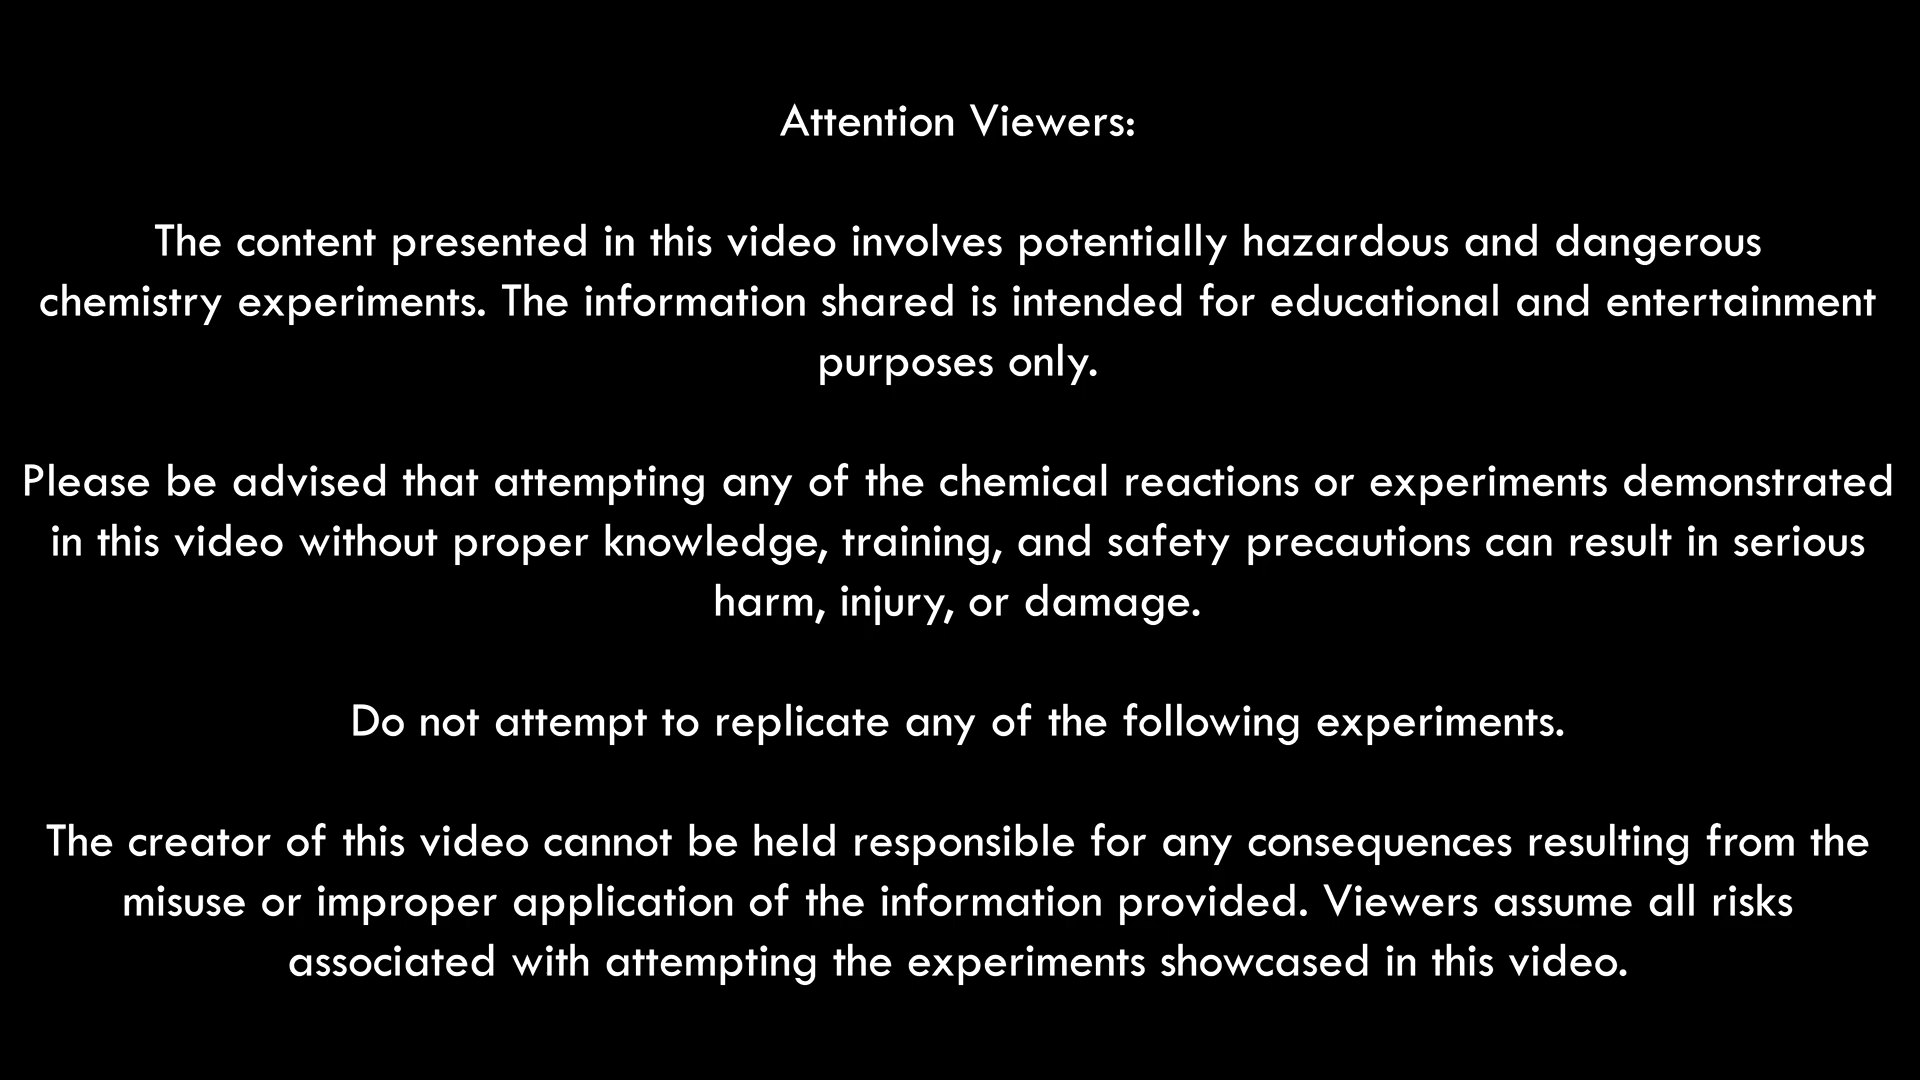 Attention Viewers:
The content presented in this video involves potentially hazardous and dangerous
chemistry experiments. The information shared is intended for educational and entertainment
purposes only.
Please be advised that attempting any of the chemical reactions or experiments demonstrated
in this video without proper knowledge, training, and safety precautions can result in serious
harm, injury, or damage.
Do not attempt to replicate any of the following experiments.
The creator of this video cannot be held responsible for any consequences resulting from the
misuse or improper application of the information provided. Viewers assume all risks
associated with attempting the experiments showcased in this video.